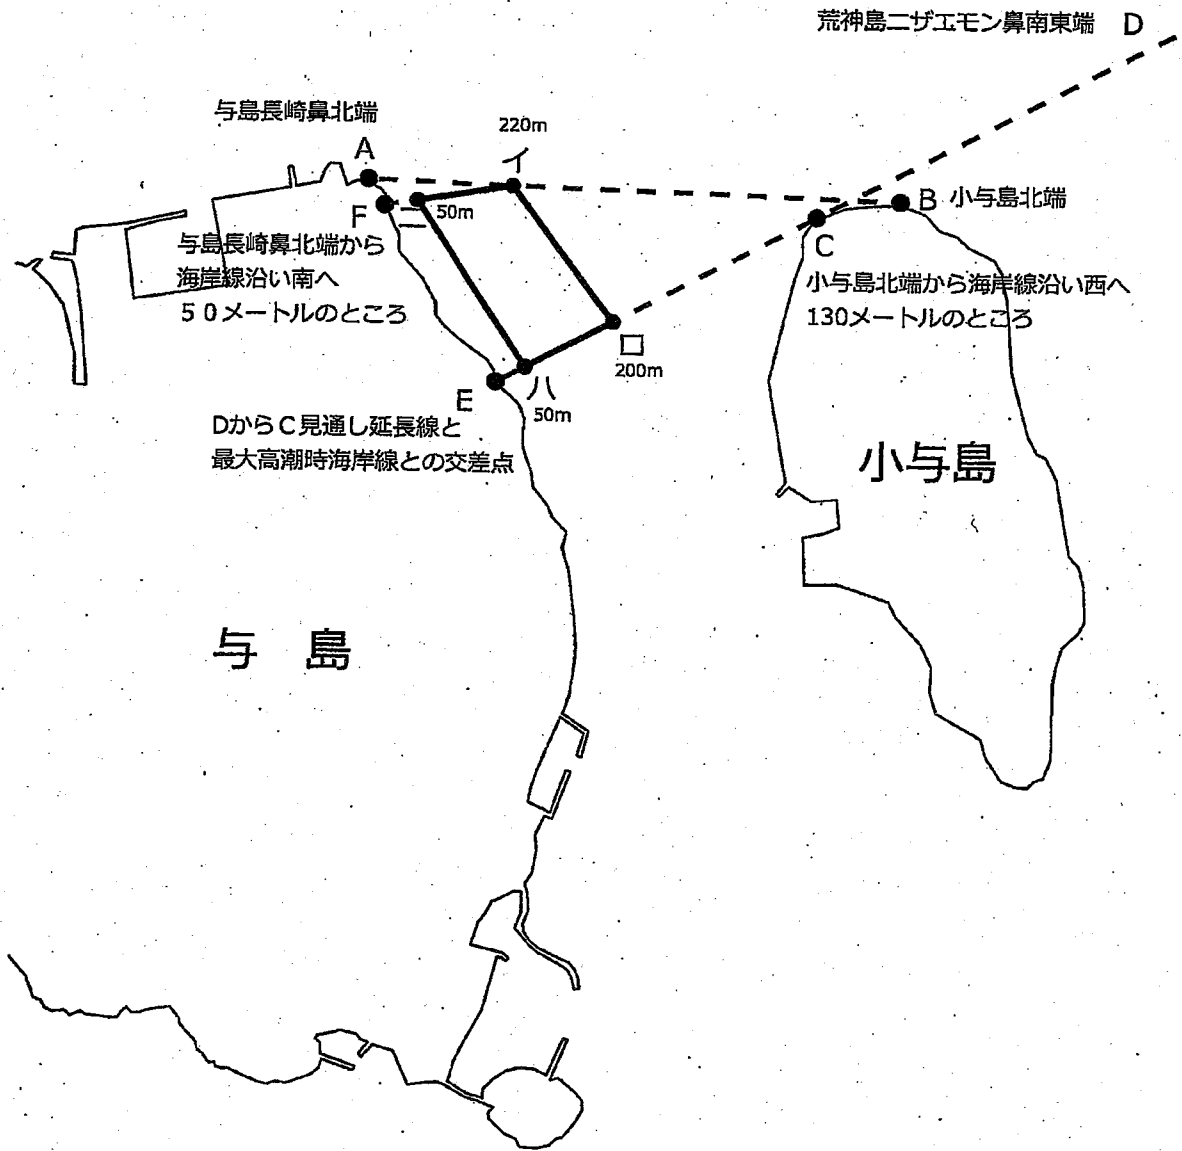 荒神島ニザエモン鼻南東端 D
与島長崎鼻北端
220m
A
イ
F
ニ
50m
B 小与島北端
C
与島長崎鼻北端から
海岸線沿い南へ
50メートルのところ
小与島北端から海岸線沿い西へ
130メートルのところ
ロ
200m
E
ハ
50m
DからC見通し延長線と
最大高潮時海岸線との交差点
小与島
与 島